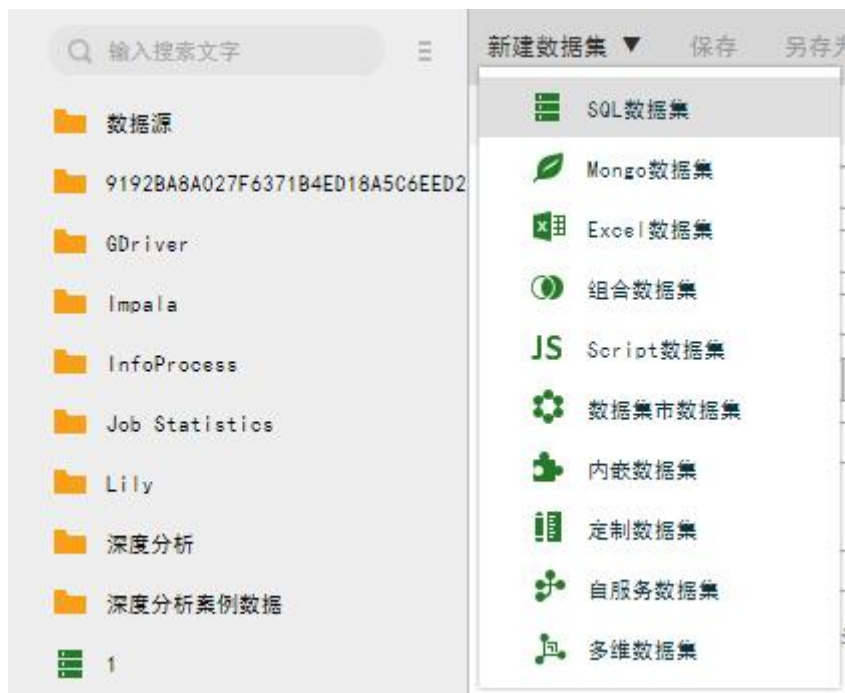 输入搜索文字
数据源
9192BA8A027F6371B4ED18A5C6EED2
GDriver
Impala
InfoProcess
Job Statistics
Lily
深度分析
深度分析案例数据
1
新建数据集 ▼ 保存 另存为
SQL数据集
Mongo数据集
Excel数据集
组合数据集
JS Script数据集
数据集市数据集
内嵌数据集
定制数据集
自服务数据集
多维数据集